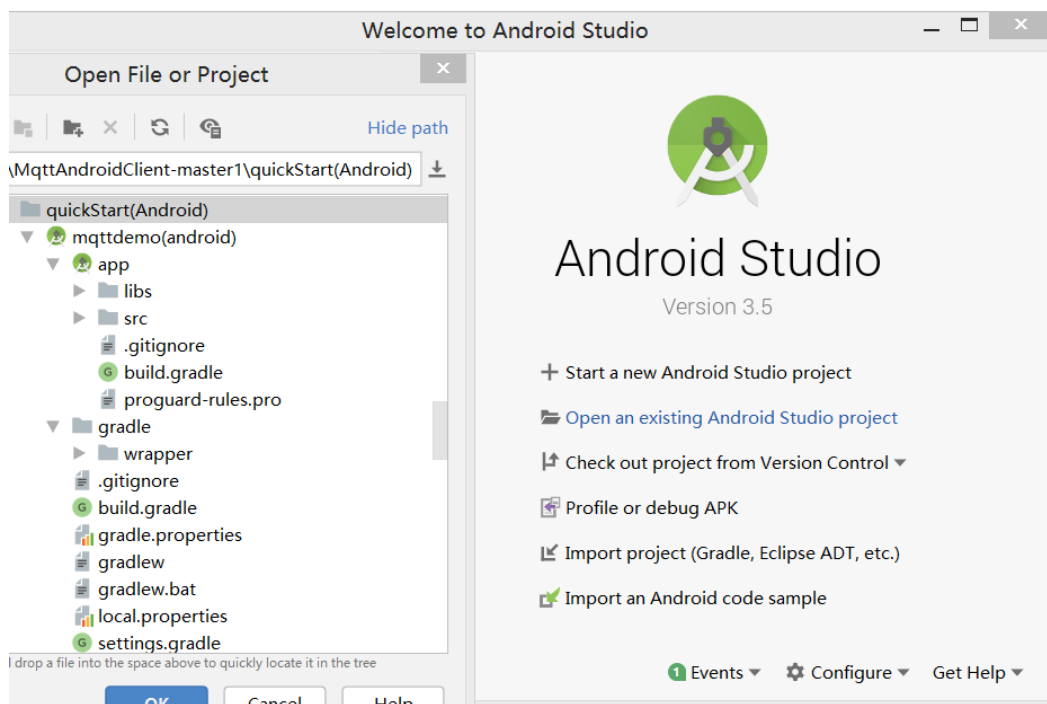 Welcome to Android Studio
Open File or Project
Hide path
\MqttAndroidClient-master1\quickStart(Android)
quickStart(Android)
mqttdemo(android)
app
libs
src
.gitignore
build.gradle
proguard-rules.pro
gradle
wrapper
.gitignore
build.gradle
gradle.properties
gradlew
gradlew.bat
local.properties
settings.gradle
drop a file into the space above to quickly locate it in the tree
OK Cancel Help
Android Studio
Version 3.5
Start a new Android Studio project
Open an existing Android Studio project
Check out project from Version Control
Profile or debug APK
Import project (Gradle, Eclipse ADT, etc.)
Import an Android code sample
1 Events Configure Get Help